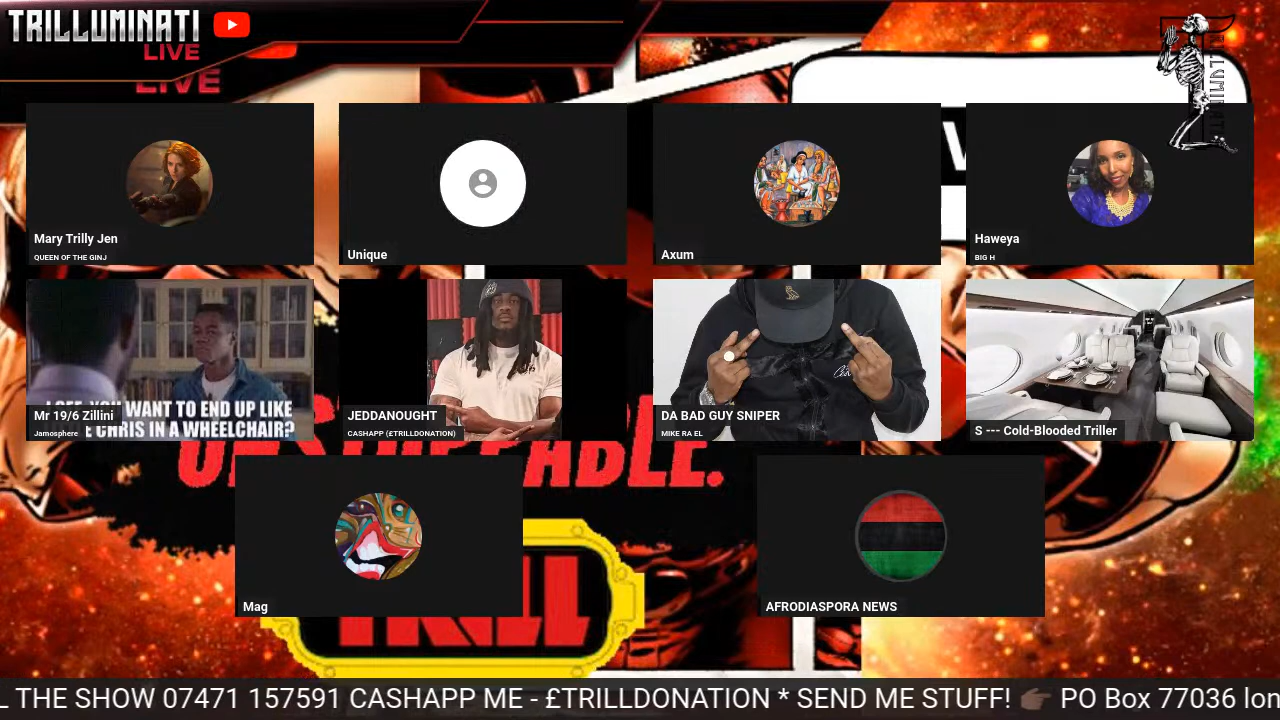 TRILLUMINATI
LIVE
LIVE
Mary Trilly Jen
QUEEN OF THE GINJ
Unique
Axum
Haweya
BIG H
WANT TO END UP LIKE
CHRIS IN A WHEELCHAIR?
Mr 19/6 Zillini
Jamosphere
JEDDANOUGHT
CASHAPP (£TRILLDONATION)
DA BAD GUY SNIPER
MIKE RA EL
S --- Cold-Blooded Triller
Mag
AFRODIASPORA NEWS
TRILL
L THE SHOW 07471 157591 CASHAPP ME - £TRILLDONATION * SEND ME STUFF! 👉🏾 PO Box 77036 lon